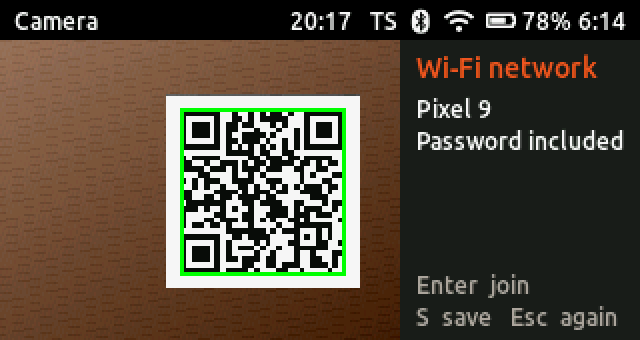 Camera 20:17 TS 78% 6:14
Wi-Fi network
Pixel 9
Password included
Enter join
S save Esc again